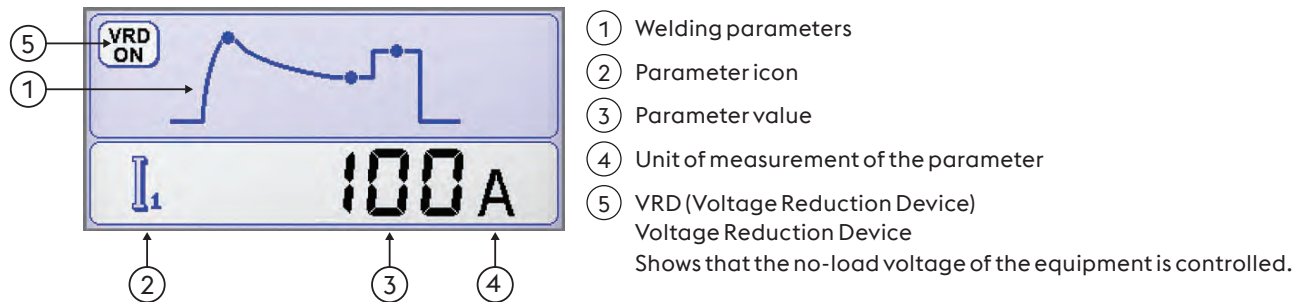 5
VRD
ON
1
I1
100 A
2
3
4
1 Welding parameters
2 Parameter icon
3 Parameter value
4 Unit of measurement of the parameter
5 VRD (Voltage Reduction Device)
Voltage Reduction Device
Shows that the no-load voltage of the equipment is controlled.